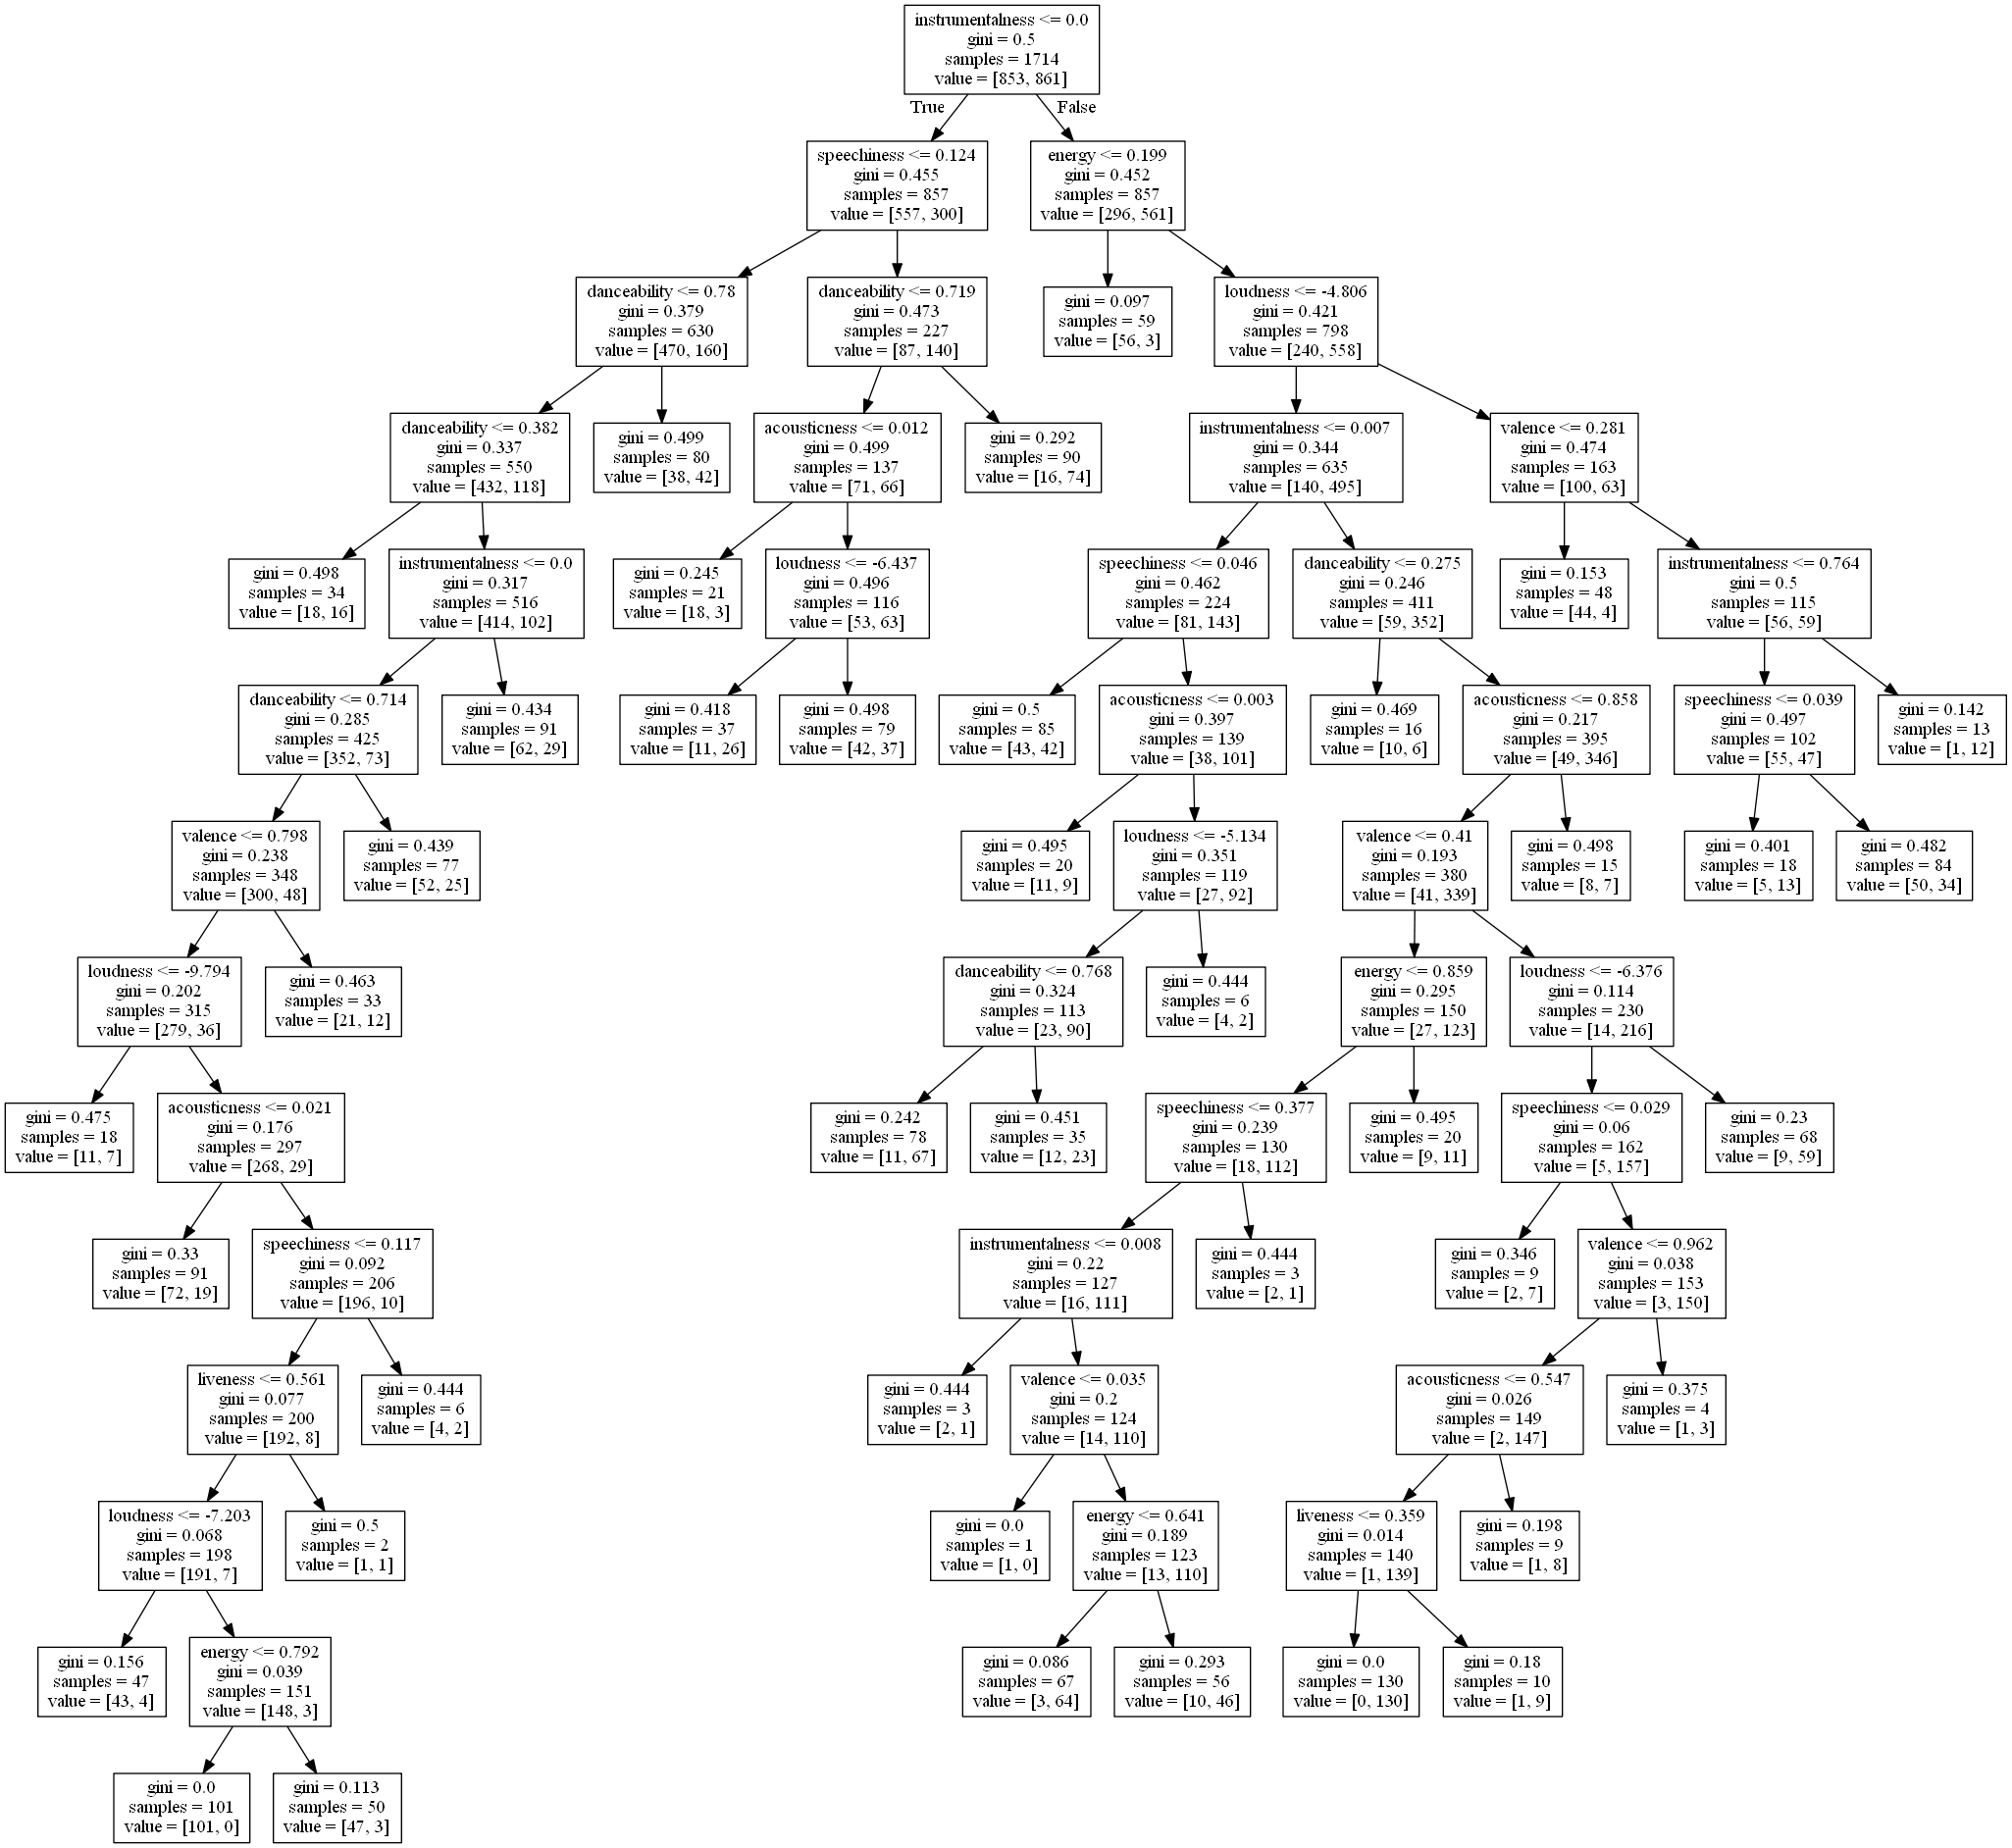 instrumentalness <= 0.0
gini = 0.5
samples = 1714
value = [853, 861]
True
False
speechiness <= 0.124
gini = 0.455
samples = 857
value = [557, 300]
energy <= 0.199
gini = 0.452
samples = 857
value = [296, 561]
danceability <= 0.78
gini = 0.379
samples = 630
value = [470, 160]
danceability <= 0.719
gini = 0.473
samples = 227
value = [87, 140]
gini = 0.097
samples = 59
value = [56, 3]
loudness <= -4.806
gini = 0.421
samples = 798
value = [240, 558]
danceability <= 0.382
gini = 0.337
samples = 550
value = [432, 118]
gini = 0.499
samples = 80
value = [38, 42]
acousticness <= 0.012
gini = 0.499
samples = 137
value = [71, 66]
gini = 0.292
samples = 90
value = [16, 74]
instrumentalness <= 0.007
gini = 0.344
samples = 635
value = [140, 495]
valence <= 0.281
gini = 0.474
samples = 163
value = [100, 63]
gini = 0.498
samples = 34
value = [18, 16]
instrumentalness <= 0.0
gini = 0.317
samples = 516
value = [414, 102]
gini = 0.245
samples = 21
value = [18, 3]
loudness <= -6.437
gini = 0.496
samples = 116
value = [53, 63]
speechiness <= 0.046
gini = 0.462
samples = 224
value = [81, 143]
danceability <= 0.275
gini = 0.246
samples = 411
value = [59, 352]
gini = 0.153
samples = 48
value = [44, 4]
instrumentalness <= 0.764
gini = 0.5
samples = 115
value = [56, 59]
danceability <= 0.714
gini = 0.285
samples = 425
value = [352, 73]
gini = 0.434
samples = 91
value = [62, 29]
gini = 0.418
samples = 37
value = [11, 26]
gini = 0.498
samples = 79
value = [42, 37]
gini = 0.5
samples = 85
value = [43, 42]
acousticness <= 0.003
gini = 0.397
samples = 139
value = [38, 101]
gini = 0.469
samples = 16
value = [10, 6]
acousticness <= 0.858
gini = 0.217
samples = 395
value = [49, 346]
speechiness <= 0.039
gini = 0.497
samples = 102
value = [55, 47]
gini = 0.142
samples = 13
value = [1, 12]
valence <= 0.798
gini = 0.238
samples = 348
value = [300, 48]
gini = 0.439
samples = 77
value = [52, 25]
gini = 0.495
samples = 20
value = [11, 9]
loudness <= -5.134
gini = 0.351
samples = 119
value = [27, 92]
valence <= 0.41
gini = 0.193
samples = 380
value = [41, 339]
gini = 0.498
samples = 15
value = [8, 7]
gini = 0.401
samples = 18
value = [5, 13]
gini = 0.482
samples = 84
value = [50, 34]
loudness <= -9.794
gini = 0.202
samples = 315
value = [279, 36]
gini = 0.463
samples = 33
value = [21, 12]
danceability <= 0.768
gini = 0.324
samples = 113
value = [23, 90]
gini = 0.444
samples = 6
value = [4, 2]
energy <= 0.859
gini = 0.295
samples = 150
value = [27, 123]
loudness <= -6.376
gini = 0.114
samples = 230
value = [14, 216]
gini = 0.475
samples = 18
value = [11, 7]
acousticness <= 0.021
gini = 0.176
samples = 297
value = [268, 29]
gini = 0.242
samples = 78
value = [11, 67]
gini = 0.451
samples = 35
value = [12, 23]
speechiness <= 0.377
gini = 0.239
samples = 130
value = [18, 112]
gini = 0.495
samples = 20
value = [9, 11]
speechiness <= 0.029
gini = 0.06
samples = 162
value = [5, 157]
gini = 0.23
samples = 68
value = [9, 59]
gini = 0.33
samples = 91
value = [72, 19]
speechiness <= 0.117
gini = 0.092
samples = 206
value = [196, 10]
instrumentalness <= 0.008
gini = 0.22
samples = 127
value = [16, 111]
gini = 0.444
samples = 3
value = [2, 1]
gini = 0.346
samples = 9
value = [2, 7]
valence <= 0.962
gini = 0.038
samples = 153
value = [3, 150]
liveness <= 0.561
gini = 0.077
samples = 200
value = [192, 8]
gini = 0.444
samples = 6
value = [4, 2]
gini = 0.444
samples = 3
value = [2, 1]
valence <= 0.035
gini = 0.2
samples = 124
value = [14, 110]
acousticness <= 0.547
gini = 0.026
samples = 149
value = [2, 147]
gini = 0.375
samples = 4
value = [1, 3]
loudness <= -7.203
gini = 0.068
samples = 198
value = [191, 7]
gini = 0.5
samples = 2
value = [1, 1]
gini = 0.0
samples = 1
value = [1, 0]
energy <= 0.641
gini = 0.189
samples = 123
value = [13, 110]
liveness <= 0.359
gini = 0.014
samples = 140
value = [1, 139]
gini = 0.198
samples = 9
value = [1, 8]
gini = 0.156
samples = 47
value = [43, 4]
energy <= 0.792
gini = 0.039
samples = 151
value = [148, 3]
gini = 0.086
samples = 67
value = [3, 64]
gini = 0.293
samples = 56
value = [10, 46]
gini = 0.0
samples = 130
value = [0, 130]
gini = 0.18
samples = 10
value = [1, 9]
gini = 0.0
samples = 101
value = [101, 0]
gini = 0.113
samples = 50
value = [47, 3]